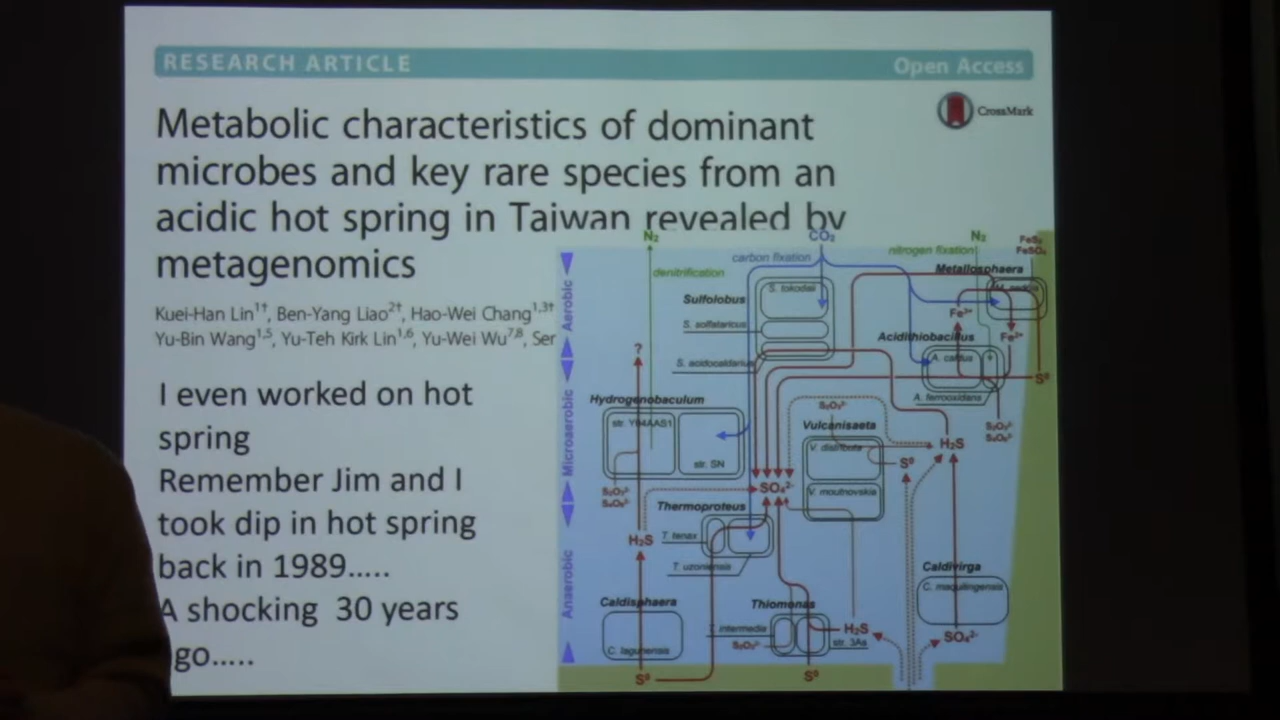 RESEARCH ARTICLE
Open Access
CrossMark
Metabolic characteristics of dominant
microbes and key rare species from an
acidic hot spring in Taiwan revealed by
metagenomics
Kuei-Han Lin1†, Ben-Yang Liao2†, Hao-Wei Chang1,3†
Yu-Bin Wang1,5, Yu-Teh Kirk Lin1,6, Yu-Wei Wu7,8, Ser
I even worked on hot
spring
Remember Jim and I
took dip in hot spring
back in 1989.....
A shocking 30 years
go.....
N₂
CO₂
N₂
FeS₂
FeSO₄
carbon fixation
nitrogen fixation
denitrification
Aerobic
Microaerobic
Anaerobic
Sulfolobus
S. tokodaii
S. solfataricus
S. acidocaldarius
Metallosphaera
M. sedula
Fe³⁺
Fe²⁺
Acidithiobacillus
A. caldus
A. ferrooxidans
S⁰
?
Hydrogenobaculum
str. Y04AAS1
str. SN
S₂O₃²⁻
S₄O₆²⁻
S₂O₃²⁻
Vulcanisaeta
V. distributa
V. moutnovskia
S₂O₃²⁻
S₄O₆²⁻
H₂S
S⁰
SO₄²⁻
Thermoproteus
T. tenax
T. uzoniensis
H₂S
Caldivirga
C. maquilingensis
Caldisphaera
C. lagunensis
Thiomonas
T. intermedia
S₂O₃²⁻
str. 3As
H₂S
SO₄²⁻
S⁰
S⁰